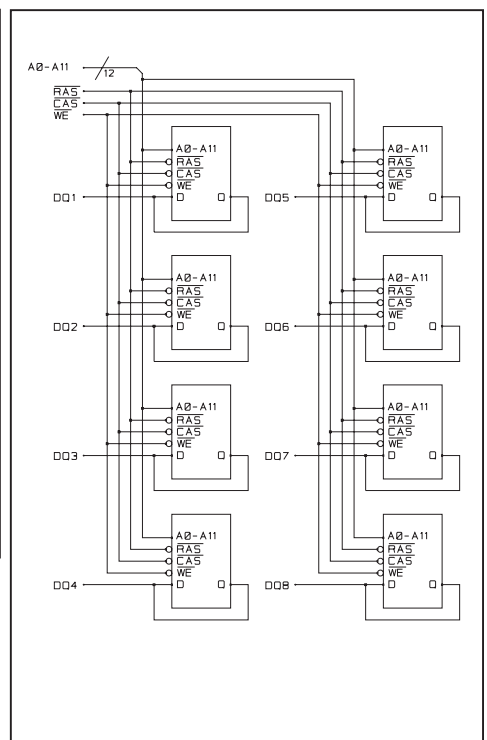 A0-A11
12
RAS
CAS
WE
A0-A11
RAS
CAS
WE
DQ1 D Q
A0-A11
RAS
CAS
WE
DQ5 D Q
A0-A11
RAS
CAS
WE
DQ2 D Q
A0-A11
RAS
CAS
WE
DQ6 D Q
A0-A11
RAS
CAS
WE
DQ3 D Q
A0-A11
RAS
CAS
WE
DQ7 D Q
A0-A11
RAS
CAS
WE
DQ4 D Q
A0-A11
RAS
CAS
WE
DQ8 D Q